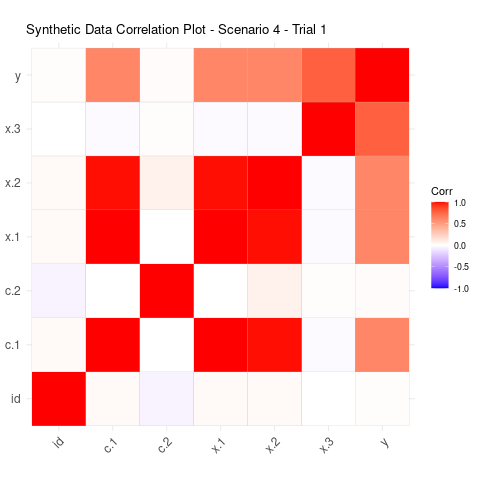 Synthetic Data Correlation Plot - Scenario 4 - Trial 1
y
x.3
x.2
x.1
c.2
c.1
id
id
c.1
c.2
x.1
x.2
x.3
y
Corr
1.0
0.5
0.0
-0.5
-1.0